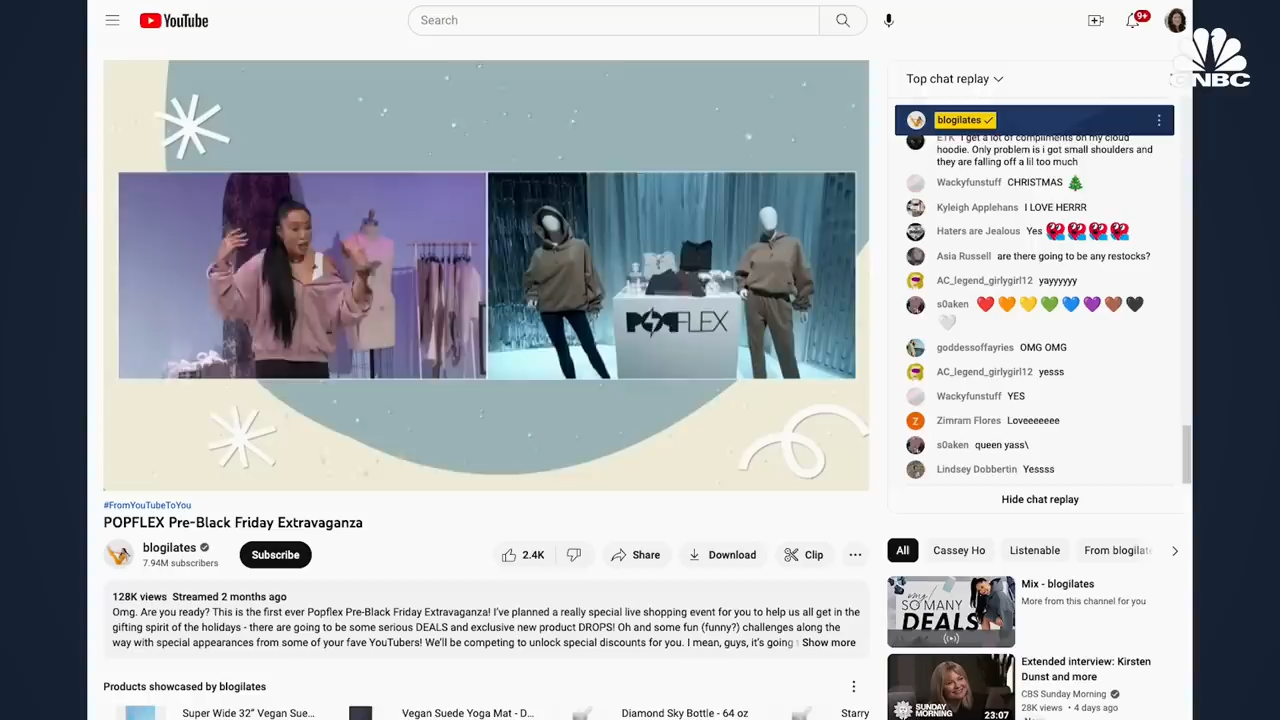 YouTube
Search
9+
CNBC
Top chat replay
blogilates
ETK I get a lot of compliments on my cloud
hoodie. Only problem is i got small shoulders and
they are falling off a lil too much
Wackyfunstuff CHRISTMAS 🎄
Kyleigh Applehans I LOVE HERRR
Haters are Jealous Yes
Asia Russell are there going to be any restocks?
AC_legend_girlygirl12 yayyyyyy
s0aken ❤️🧡💛💚💙💜🤎🖤
🤍
goddessoffayries OMG OMG
AC_legend_girlygirl12 yesss
Wackyfunstuff YES
Z Zimram Flores Loveeeeeee
s0aken queen yass\
Lindsey Dobbertin Yessss
Hide chat replay
POPFLEX
#FromYouTubeToYou
POPFLEX Pre-Black Friday Extravaganza
blogilates
7.94M subscribers
Subscribe
2.4K
Share
Download
Clip
128K views Streamed 2 months ago
Omg. Are you ready? This is the first ever Popflex Pre-Black Friday Extravaganza! I've planned a really special live shopping event for you to help us all get in the
gifting spirit of the holidays - there are going to be some serious DEALS and exclusive new product DROPS! Oh and some fun (funny?) challenges along the
way with special appearances from some of your fave YouTubers! We'll be competing to unlock special discounts for you. I mean, guys, it's going Show more
Products showcased by blogilates
Super Wide 32" Vegan Sue...
Vegan Suede Yoga Mat - D...
Diamond Sky Bottle - 64 oz
Starry
All
Cassey Ho
Listenable
From blogilat
omg!
SO MANY
DEALS
Mix - blogilates
More from this channel for you
SUNDAY
MORNING
23:07
Extended interview: Kirsten
Dunst and more
CBS Sunday Morning
28K views • 4 days ago